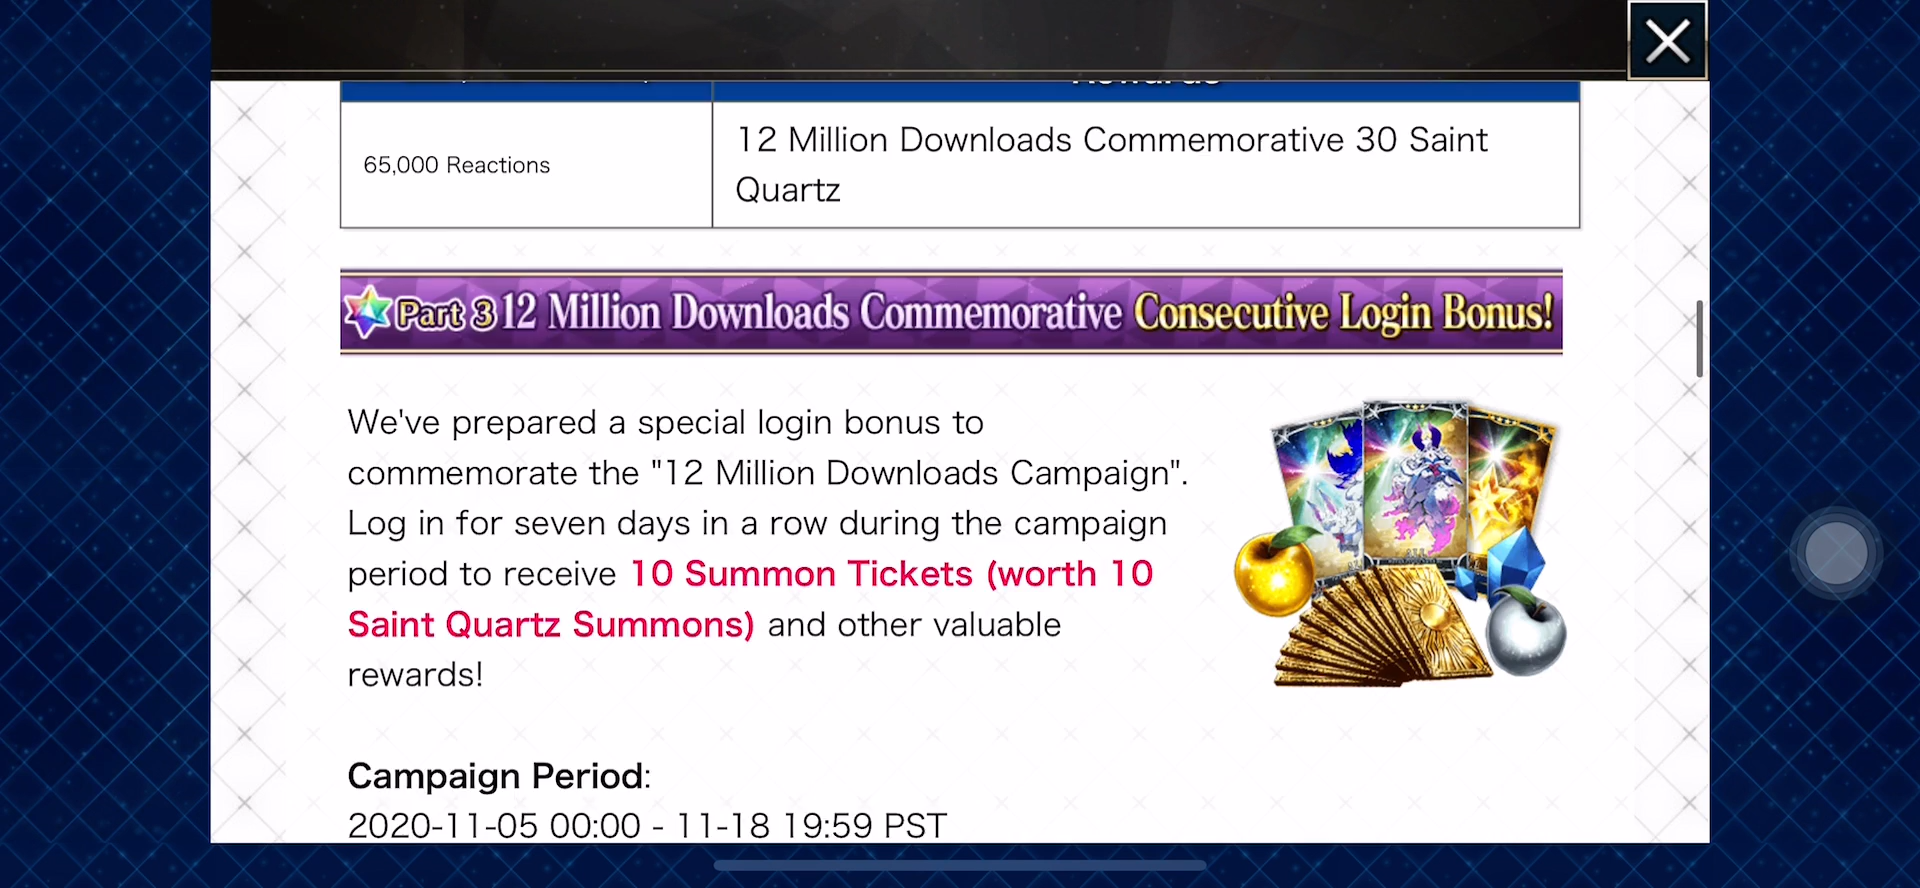 Rewards
65,000 Reactions
12 Million Downloads Commemorative 30 Saint
Quartz
Part 3 12 Million Downloads Commemorative Consecutive Login Bonus!
We've prepared a special login bonus to
commemorate the "12 Million Downloads Campaign".
Log in for seven days in a row during the campaign
period to receive 10 Summon Tickets (worth 10
Saint Quartz Summons) and other valuable
rewards!
Campaign Period:
2020-11-05 00:00 - 11-18 19:59 PST